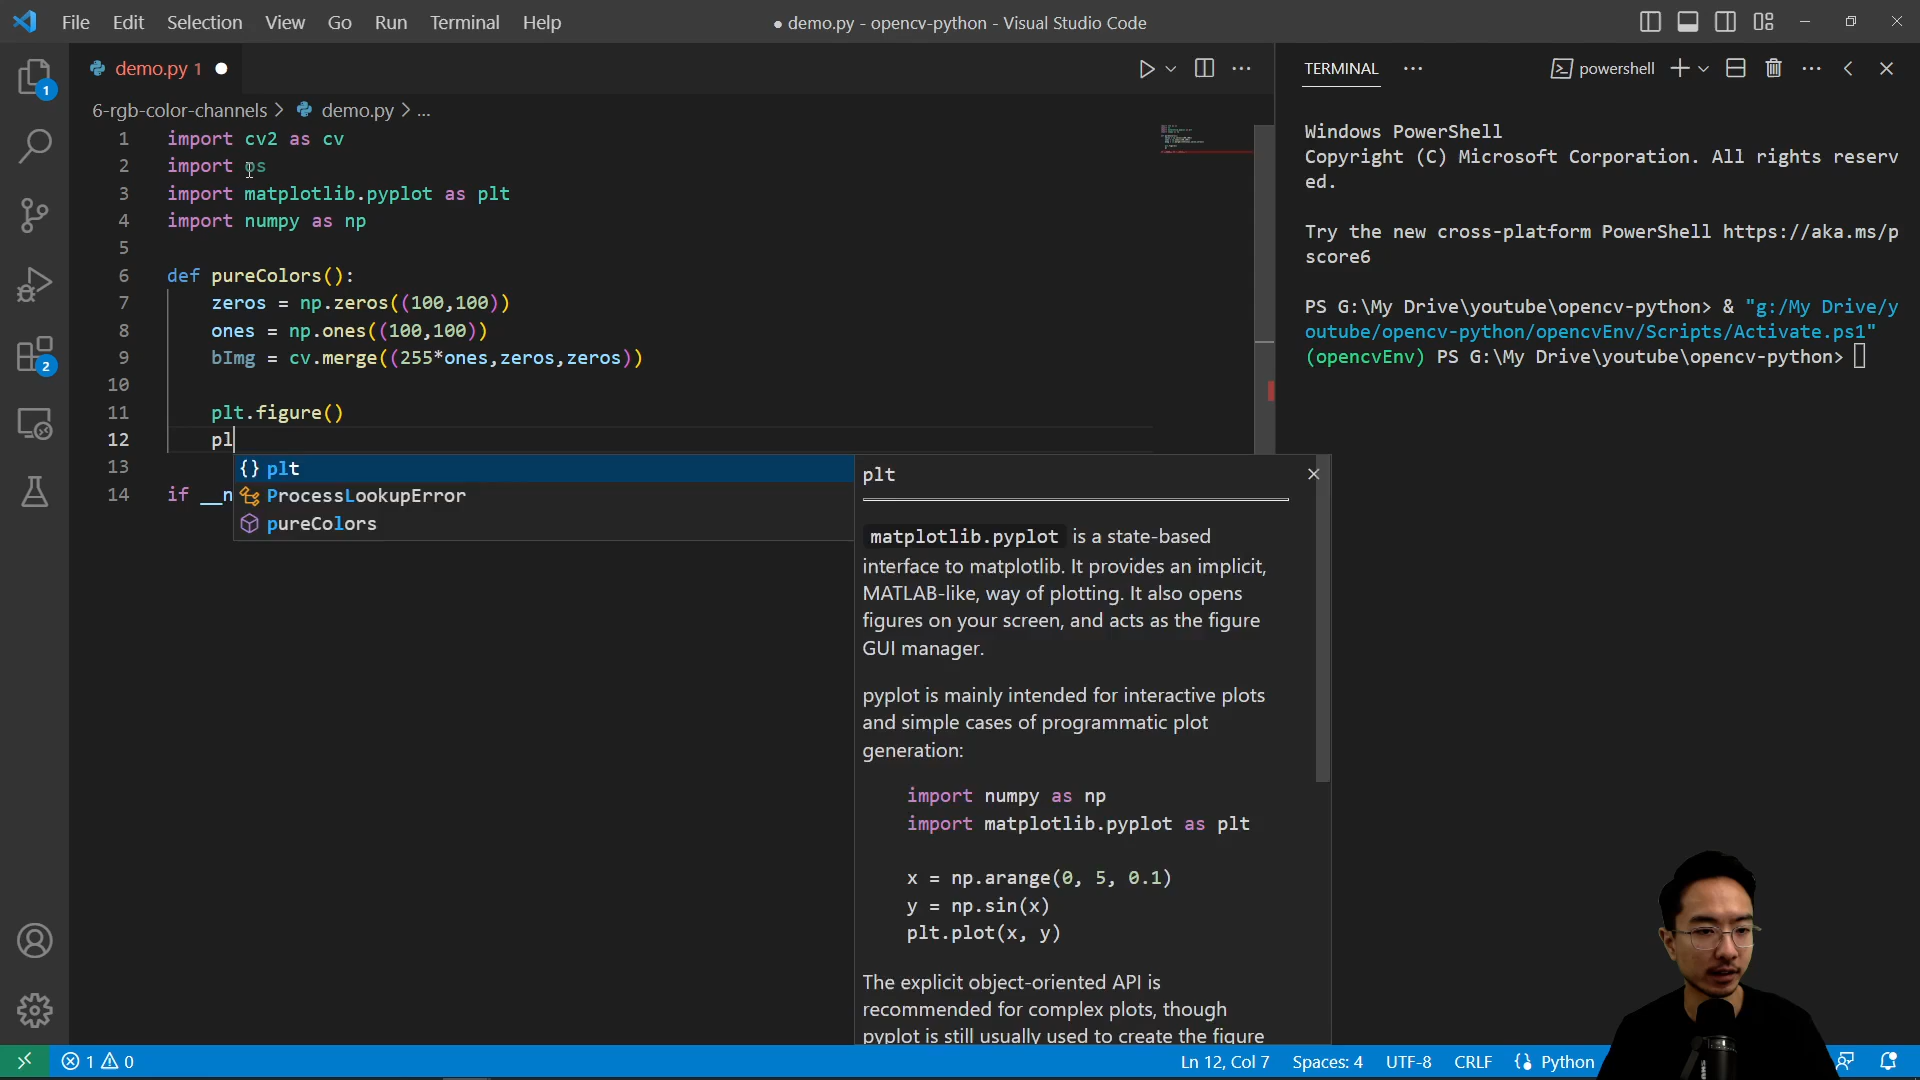 File Edit Selection View Go Run Terminal Help
● demo.py - opencv-python - Visual Studio Code
demo.py 1
TERMINAL
powershell
6-rgb-color-channels > demo.py > ...
1 import cv2 as cv
2 import os
3 import matplotlib.pyplot as plt
4 import numpy as np
5
6 def pureColors():
7 zeros = np.zeros((100,100))
8 ones = np.ones((100,100))
9 bImg = cv.merge((255*ones,zeros,zeros))
10
11 plt.figure()
12 pl
13
14 if __n
{} plt
ProcessLookupError
pureColors
plt
matplotlib.pyplot is a state-based
interface to matplotlib. It provides an implicit,
MATLAB-like, way of plotting. It also opens
figures on your screen, and acts as the figure
GUI manager.
pyplot is mainly intended for interactive plots
and simple cases of programmatic plot
generation:
import numpy as np
import matplotlib.pyplot as plt
x = np.arange(0, 5, 0.1)
y = np.sin(x)
plt.plot(x, y)
The explicit object-oriented API is
recommended for complex plots, though
pyplot is still usually used to create the figure
Windows PowerShell
Copyright (C) Microsoft Corporation. All rights reserv
ed.
Try the new cross-platform PowerShell https://aka.ms/p
score6
PS G:\My Drive\youtube\opencv-python> & "g:/My Drive/y
outube/opencv-python/opencvEnv/Scripts/Activate.ps1"
(opencvEnv) PS G:\My Drive\youtube\opencv-python>
1
2
1 0
Ln 12, Col 7 Spaces: 4 UTF-8 CRLF {} Python